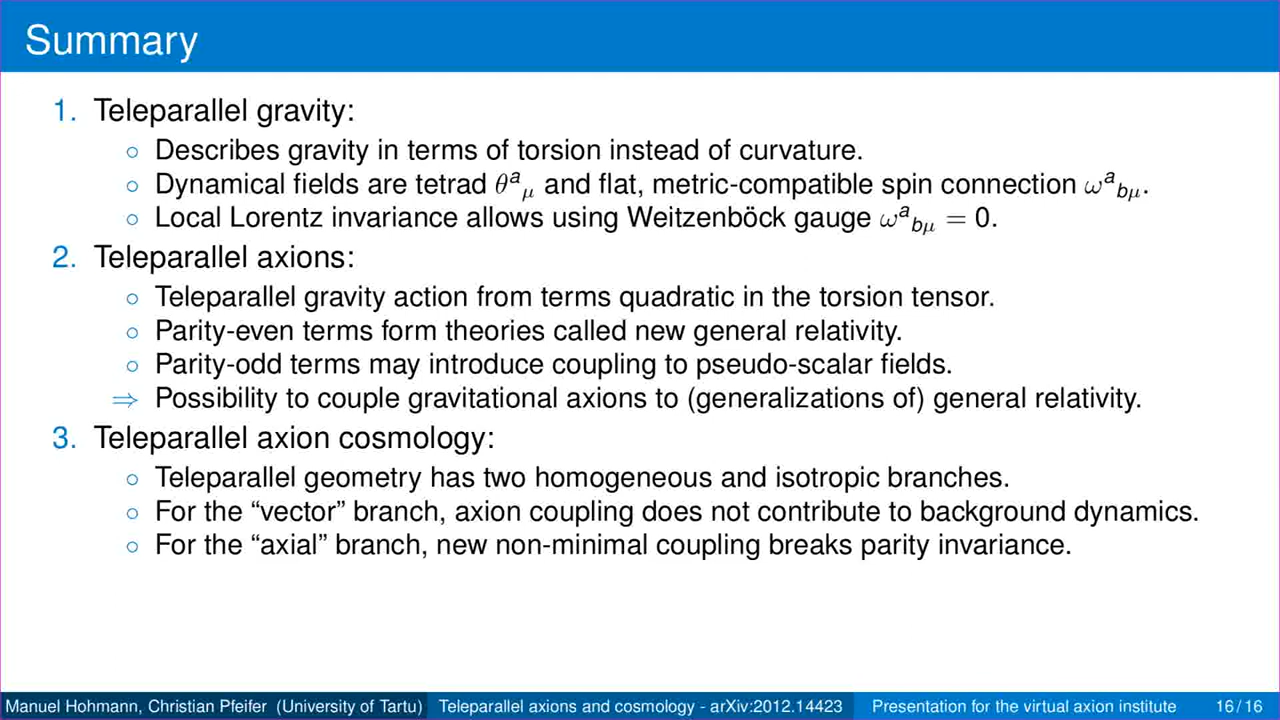 Summary
1. Teleparallel gravity:
◦ Describes gravity in terms of torsion instead of curvature.
◦ Dynamical fields are tetrad θ^a_μ and flat, metric-compatible spin connection ω^a_bμ.
◦ Local Lorentz invariance allows using Weitzenböck gauge ω^a_bμ = 0.
2. Teleparallel axions:
◦ Teleparallel gravity action from terms quadratic in the torsion tensor.
◦ Parity-even terms form theories called new general relativity.
◦ Parity-odd terms may introduce coupling to pseudo-scalar fields.
⇒ Possibility to couple gravitational axions to (generalizations of) general relativity.
3. Teleparallel axion cosmology:
◦ Teleparallel geometry has two homogeneous and isotropic branches.
◦ For the “vector” branch, axion coupling does not contribute to background dynamics.
◦ For the “axial” branch, new non-minimal coupling breaks parity invariance.
Manuel Hohmann, Christian Pfeifer (University of Tartu) Teleparallel axions and cosmology - arXiv:2012.14423 Presentation for the virtual axion institute 16 / 16